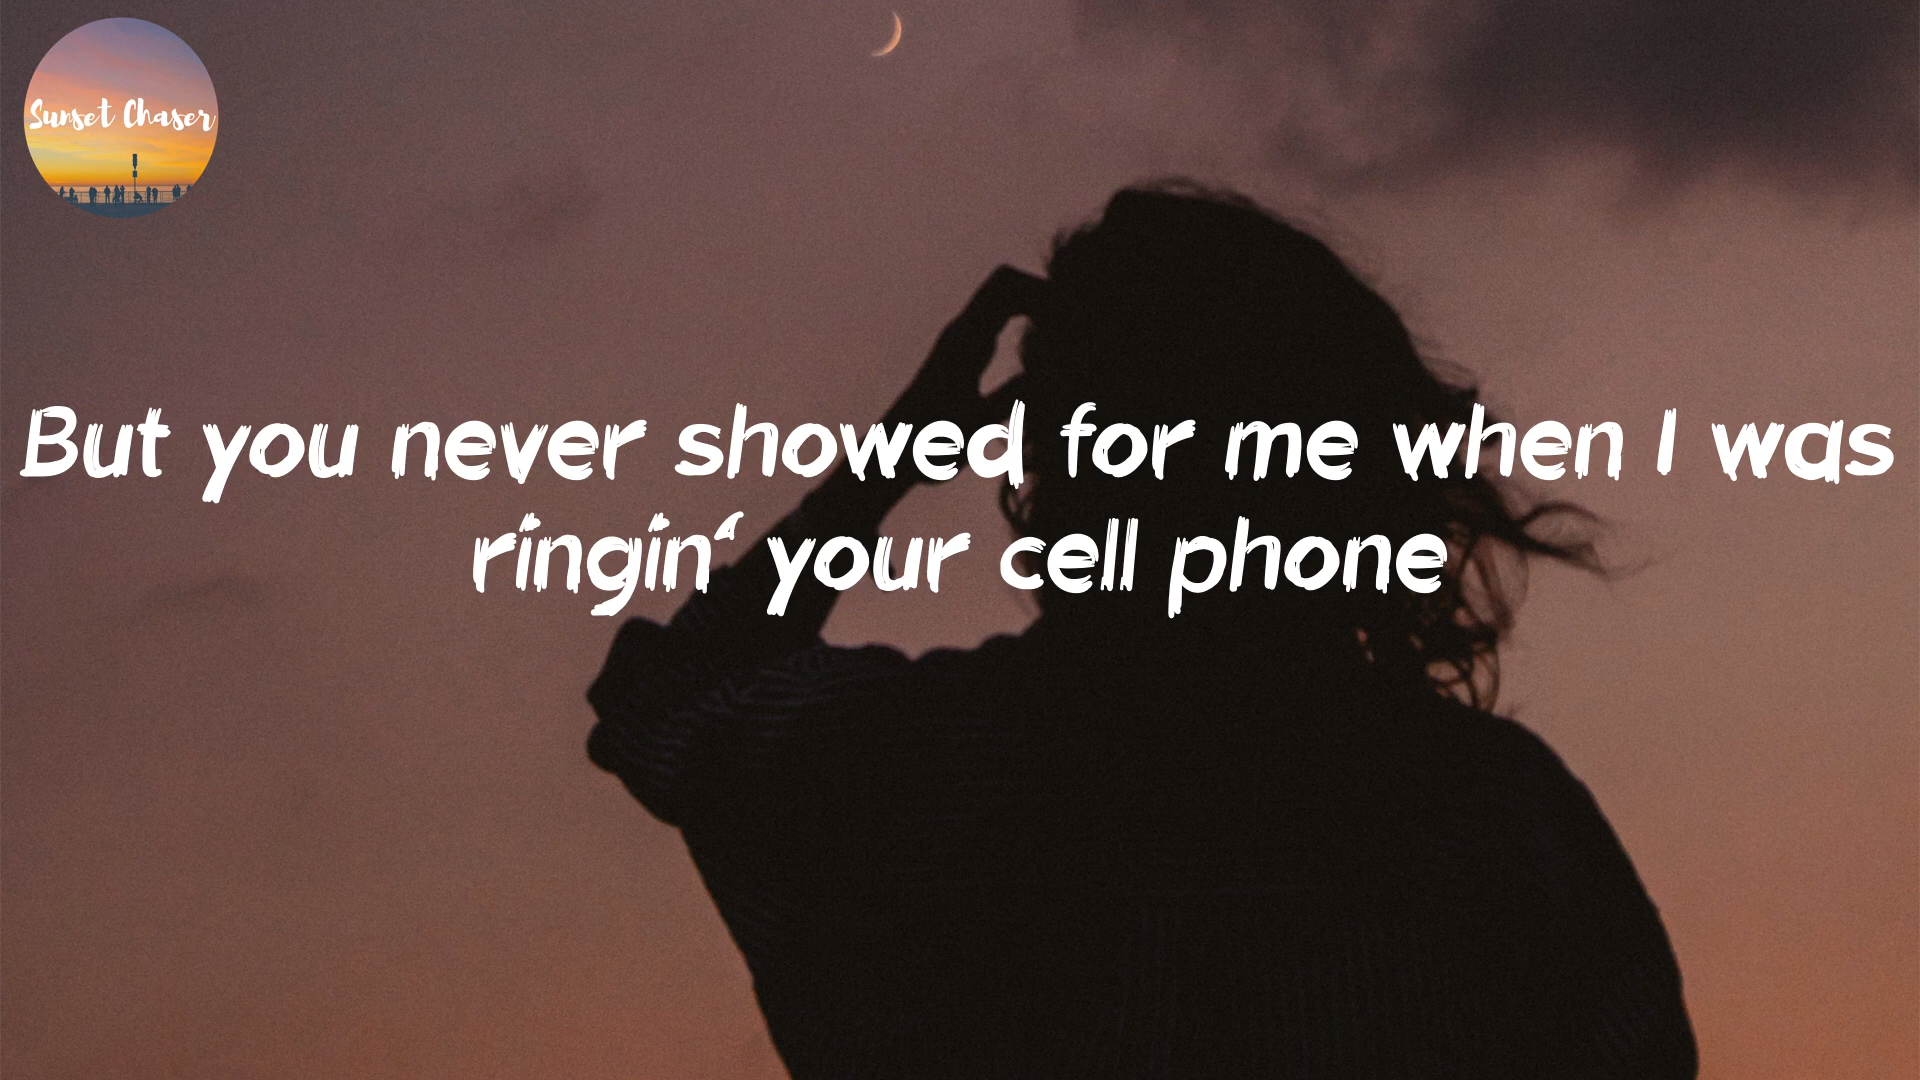 Sunset Chaser
But you never showed for me when I was
ringin‘ your cell phone